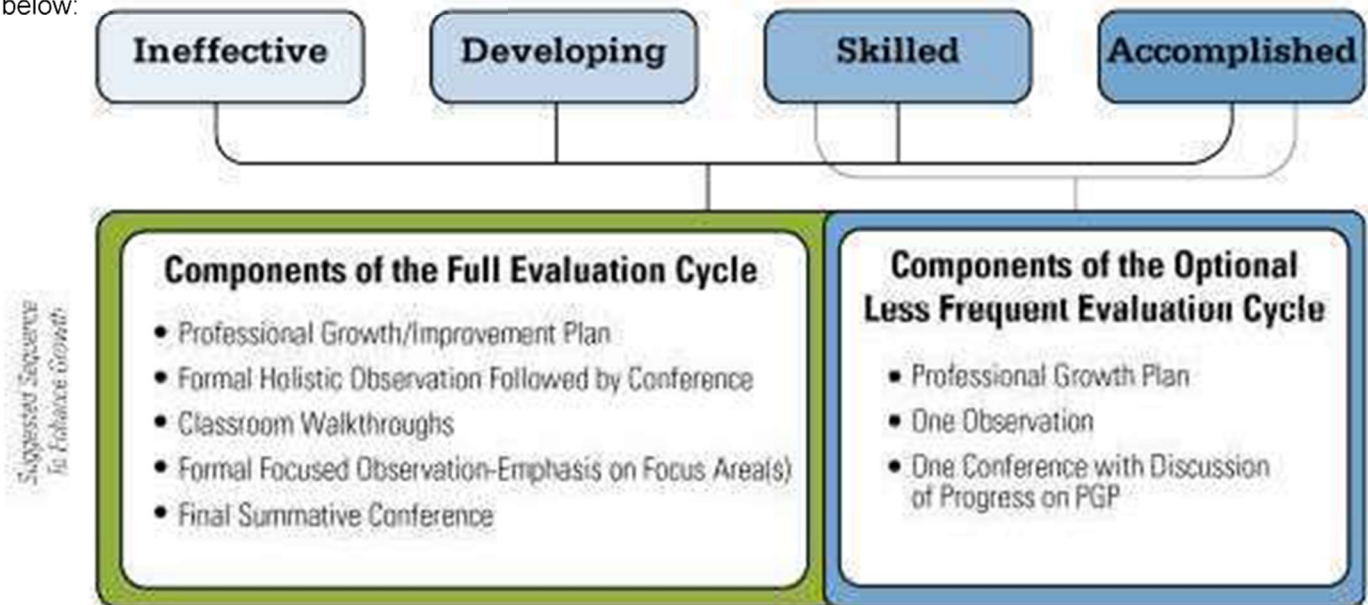 below:
Ineffective
Developing
Skilled
Accomplished
Suggested Sequence
To Enhance Growth
Components of the Full Evaluation Cycle
• Professional Growth/Improvement Plan
• Formal Holistic Observation Followed by Conference
• Classroom Walkthroughs
• Formal Focused Observation-Emphasis on Focus Area(s)
• Final Summative Conference
Components of the Optional
Less Frequent Evaluation Cycle
• Professional Growth Plan
• One Observation
• One Conference with Discussion
of Progress on PGP